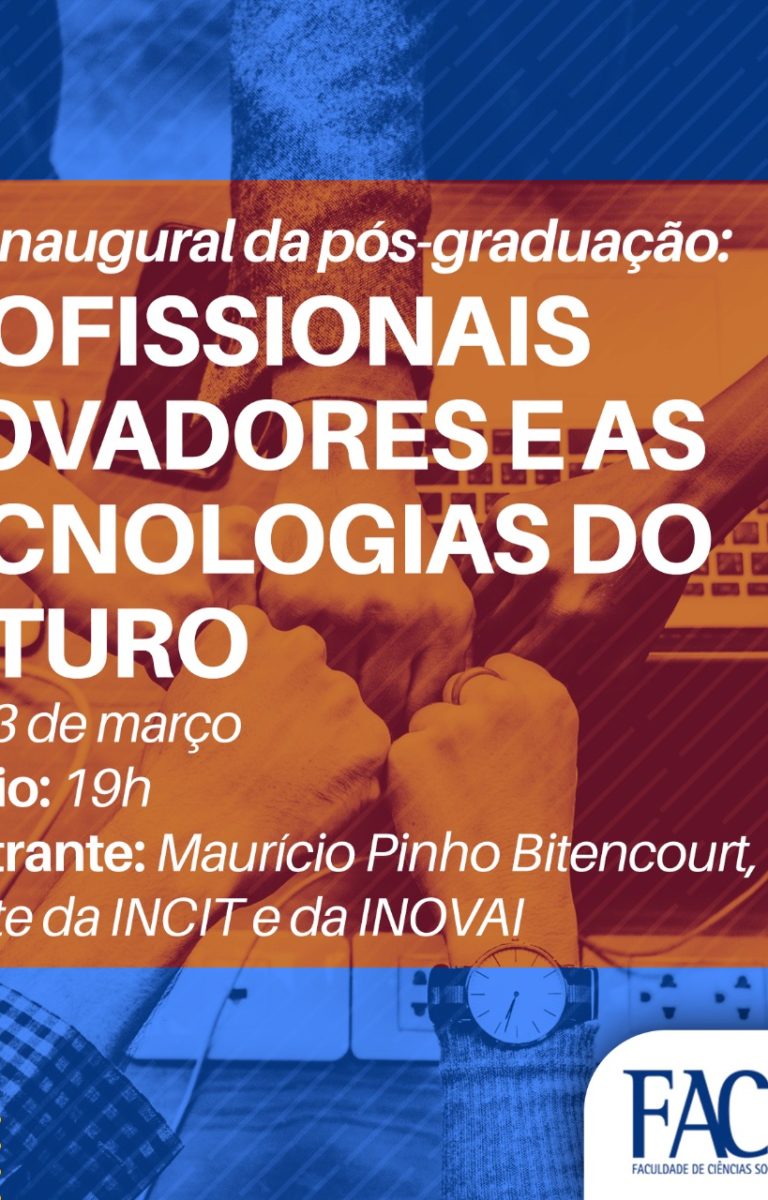 naugural da pós-graduação:
OFISSIONAIS
OVADORES E AS
CNOLOGIAS DO
TURO
3 de março
io: 19h
trante: Maurício Pinho Bitencourt,
te da INCIT e da INOVAI
FAC
FACULDADE DE CIÊNCIAS SO